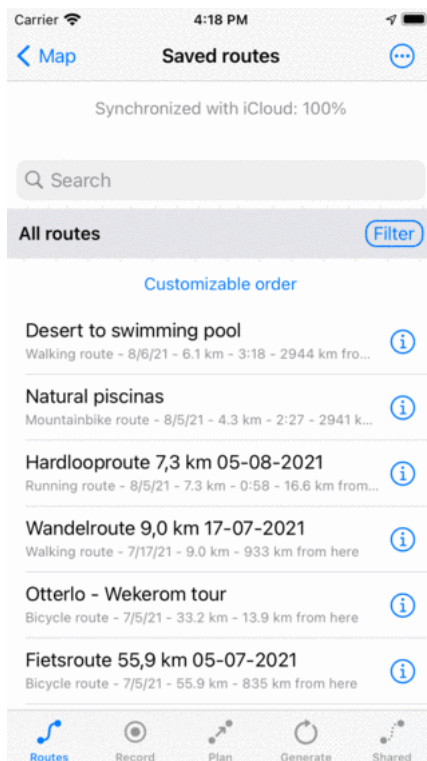 Carrier 4:18 PM
Map Saved routes
Synchronized with iCloud: 100%
Search
All routes Filter
Customizable order
Desert to swimming pool
Walking route - 8/6/21 - 6.1 km - 3:18 - 2944 km fro...
Natural piscinas
Mountainbike route - 8/5/21 - 4.3 km - 2:27 - 2941 k...
Hardlooproute 7,3 km 05-08-2021
Running route - 8/5/21 - 7.3 km - 0:58 - 16.6 km from...
Wandelroute 9,0 km 17-07-2021
Walking route - 7/17/21 - 9.0 km - 933 km from here
Otterlo - Wekerom tour
Bicycle route - 7/5/21 - 33.2 km - 13.9 km from here
Fietsroute 55,9 km 05-07-2021
Bicycle route - 7/5/21 - 55.9 km - 835 km from here
Routes Record Plan Generate Shared